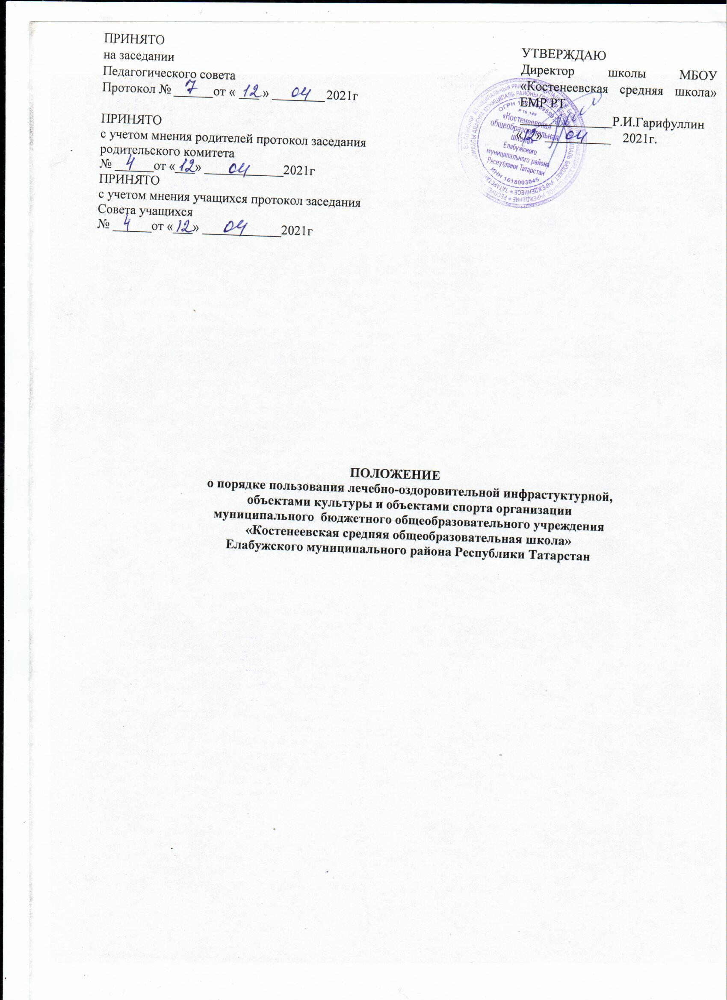 ПРИНЯТО
на заседании
Педагогического совета
Протокол № 7 от « 12 » 04 2021г
ПРИНЯТО
с учетом мнения родителей протокол заседания
родительского комитета
№ 4 от « 12 » 04 2021г
ПРИНЯТО
с учетом мнения учащихся протокол заседания
Совета учащихся
№ 4 от « 12 » 04 2021г
УТВЕРЖДАЮ
Директор школы МБОУ
«Костенеевская средняя школа»
ЕМР РТ
Р.И.Гарифуллин
« 12 » 04 2021г.
«Костенеевская
общеобразовательная
школа»
Елабужского
муниципального района
Республики Татарстан
ИНН 1618003045
ПОЛОЖЕНИЕ
о порядке пользования лечебно-оздоровительной инфрастуктурной,
объектами культуры и объектами спорта организации
муниципального бюджетного общеобразовательного учреждения
«Костенеевская средняя общеобразовательная школа»
Елабужского муниципального района Республики Татарстан